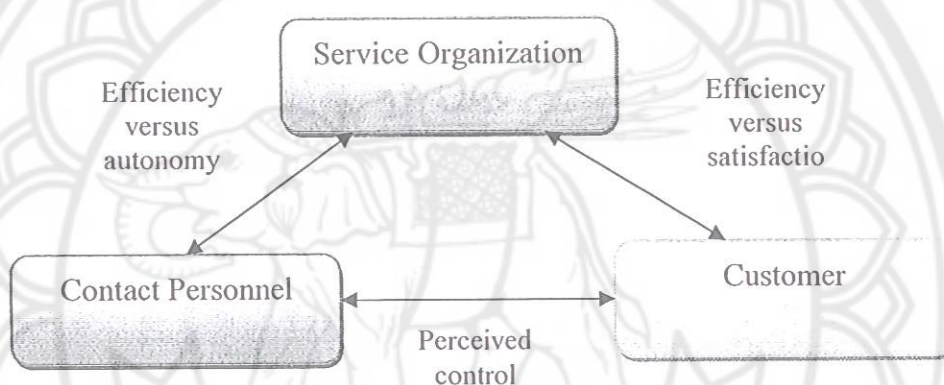 Service Organization
Efficiency
versus
autonomy
Efficiency
versus
satisfactio
Contact Personnel
Customer
Perceived
control